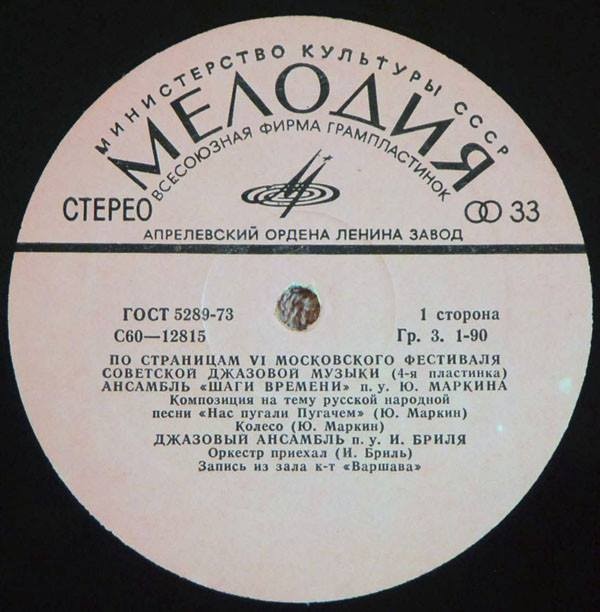 МИНИСТЕРСТВО КУЛЬТУРЫ СССР
МЕЛОДИЯ
ВСЕСОЮЗНАЯ ФИРМА ГРАМПЛАСТИНОК
СТЕРЕО
33
АПРЕЛЕВСКИЙ ОРДЕНА ЛЕНИНА ЗАВОД
ГОСТ 5289-73
1 сторона
С60—12815
Гр. 3. 1-90
ПО СТРАНИЦАМ VI МОСКОВСКОГО ФЕСТИВАЛЯ
СОВЕТСКОЙ ДЖАЗОВОЙ МУЗЫКИ (4-я пластинка)
АНСАМБЛЬ «ШАГИ ВРЕМЕНИ» п. у. Ю. МАРКИНА
Композиция на тему русской народной
песни «Нас пугали Пугачем» (Ю. Маркин)
Колесо (Ю. Маркин)
ДЖАЗОВЫЙ АНСАМБЛЬ п. у. И. БРИЛЯ
Оркестр приехал (И. Бриль)
Запись из зала к-т «Варшава»